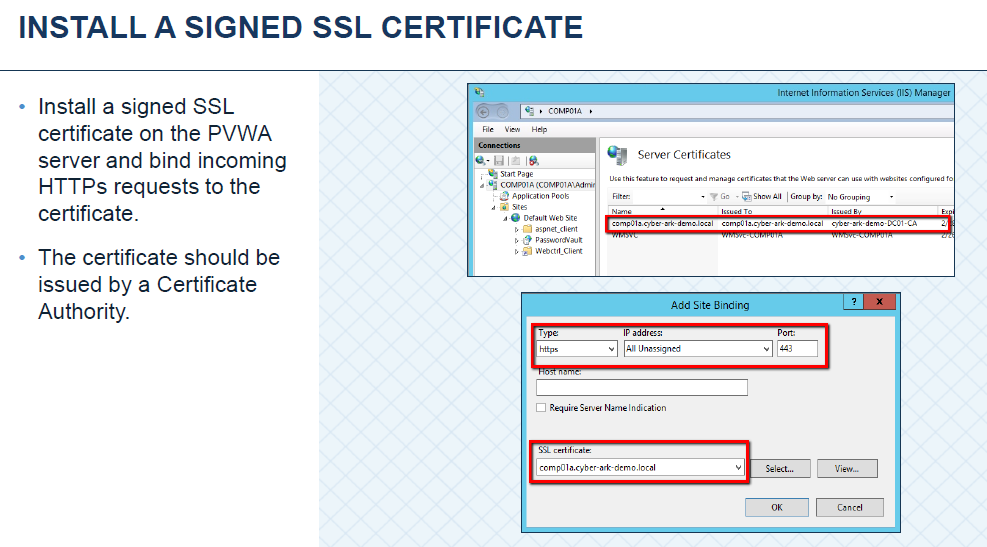 INSTALL A SIGNED SSL CERTIFICATE
• Install a signed SSL
certificate on the PVWA
server and bind incoming
HTTPs requests to the
certificate.
• The certificate should be
issued by a Certificate
Authority.
Internet Information Services (IIS) Manager
COMP01A
File View Help
Connections
Start Page
COMP01A (COMP01A\Admin
Application Pools
Sites
Default Web Site
aspnet_client
PasswordVault
Webctrl_Client
Server Certificates
Use this feature to request and manage certificates that the Web server can use with websites configured fo
Filter: Go Show All Group by: No Grouping
Name Issued To Issued By Expi
comp01a.cyber-ark-demo.local comp01a.cyber-ark-demo.local cyber-ark-demo-DC01-CA
WMSVC WMSvc-COMP01A WMSvc-COMP01A
Add Site Binding
? X
Type: IP address: Port:
https All Unassigned 443
Host name:
Require Server Name Indication
SSL certificate:
comp01a.cyber-ark-demo.local Select... View...
OK Cancel